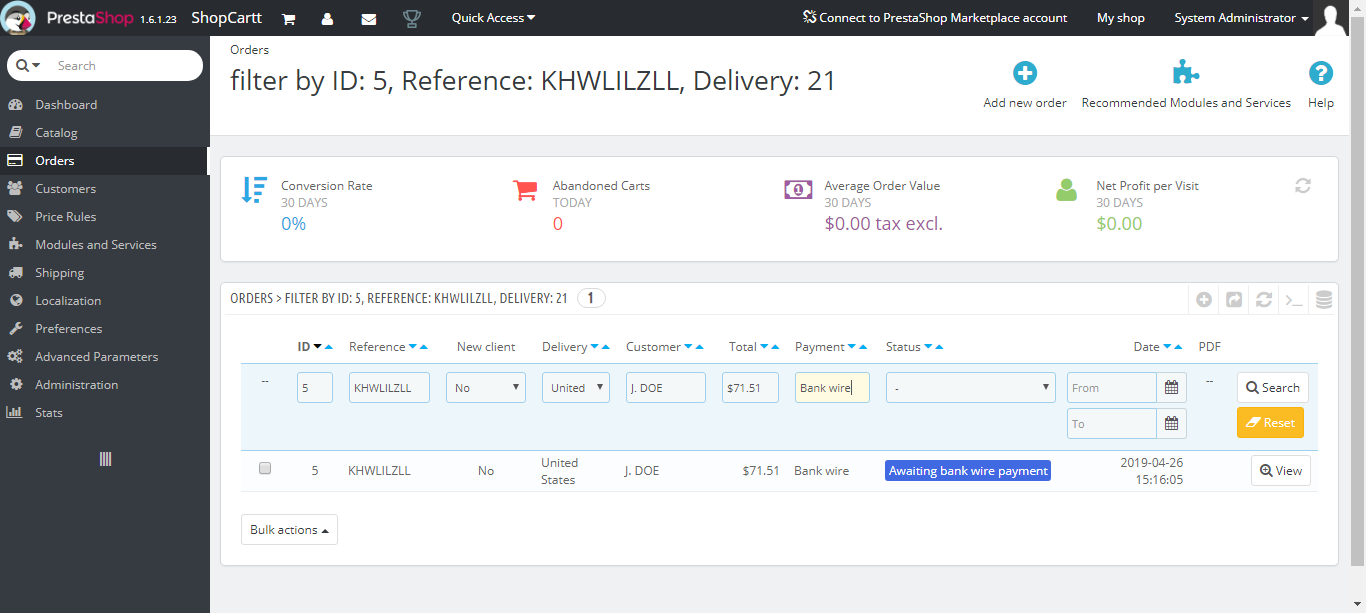 PrestaShop 1.6.1.23 ShopCartt Quick Access Connect to PrestaShop Marketplace account My shop System Administrator
Search
Dashboard
Catalog
Orders
Customers
Price Rules
Modules and Services
Shipping
Localization
Preferences
Advanced Parameters
Administration
Stats
Orders
filter by ID: 5, Reference: KHWLILZLL, Delivery: 21
Add new order Recommended Modules and Services Help
Conversion Rate
30 DAYS
0%
Abandoned Carts
TODAY
0
Average Order Value
30 DAYS
$0.00 tax excl.
Net Profit per Visit
30 DAYS
$0.00
ORDERS > FILTER BY ID: 5, REFERENCE: KHWLILZLL, DELIVERY: 21 1
ID Reference New client Delivery Customer Total Payment Status Date PDF
-- 5 KHWLILZLL No United J. DOE $71.51 Bank wire - From -- Search
To Reset
5 KHWLILZLL No United States J. DOE $71.51 Bank wire Awaiting bank wire payment 2019-04-26 15:16:05 View
Bulk actions